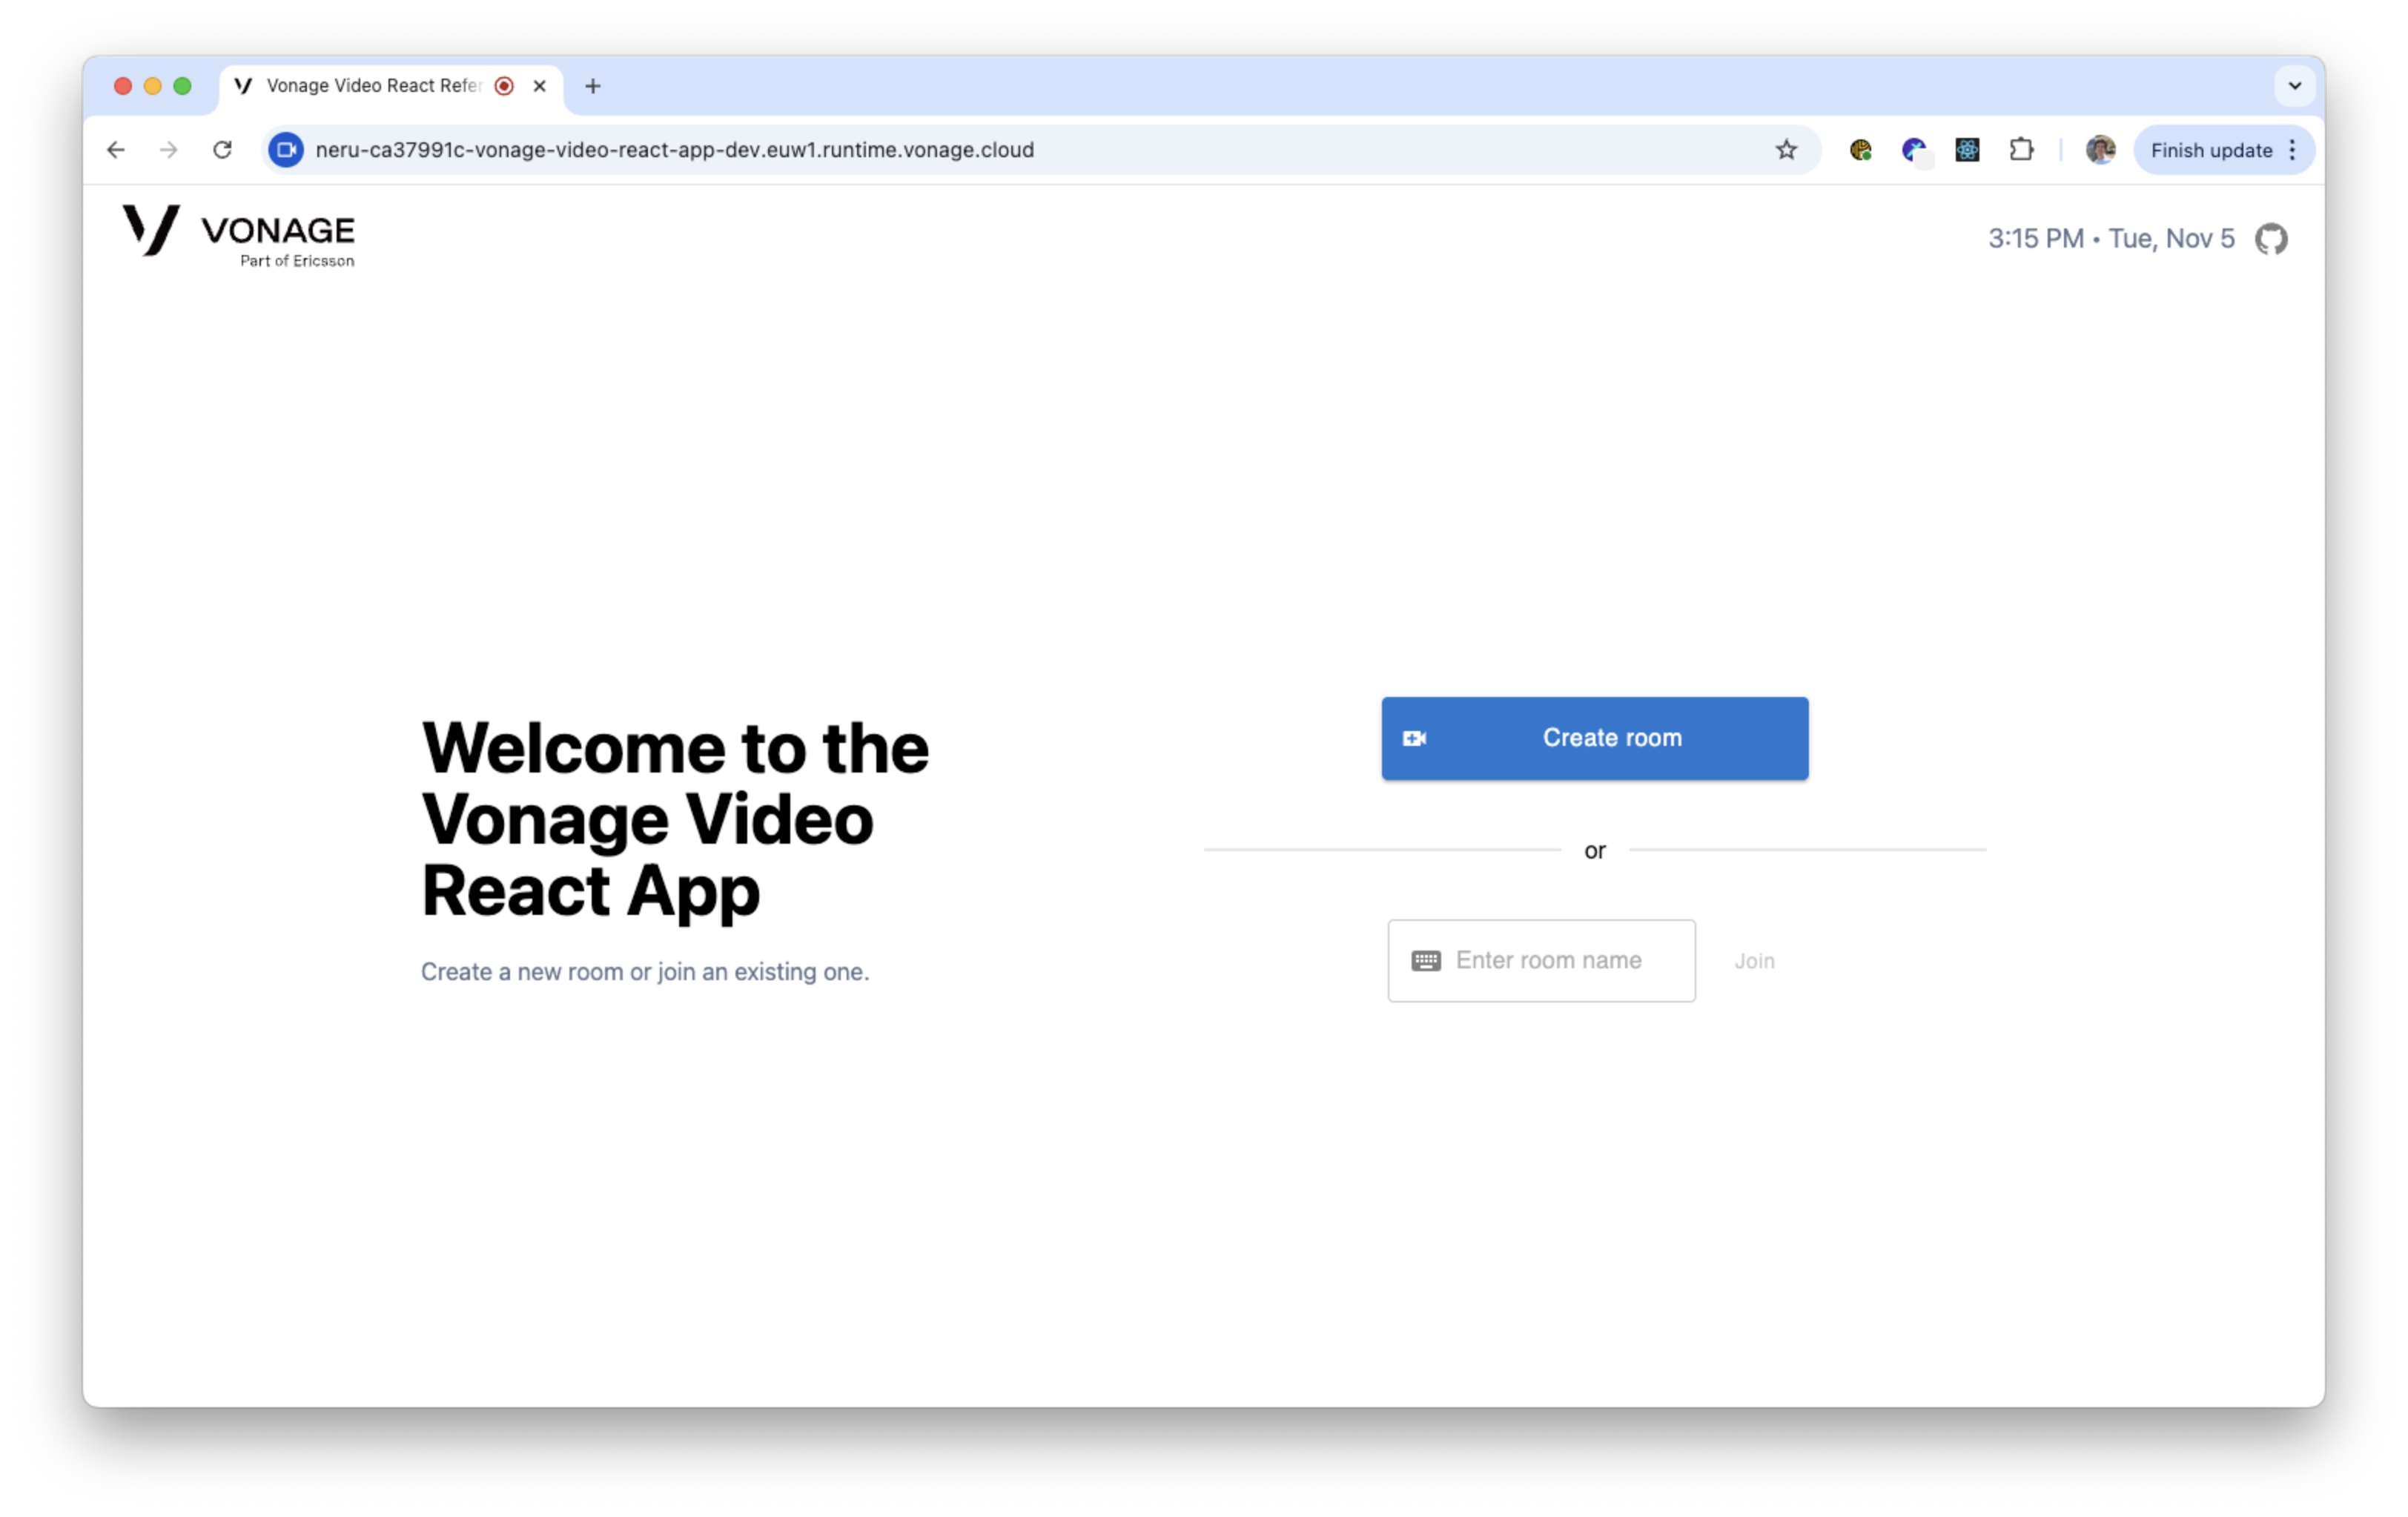 Vonage Video React Refer
neru-ca37991c-vonage-video-react-app-dev.euw1.runtime.vonage.cloud
Finish update
VONAGE
Part of Ericsson
3:15 PM • Tue, Nov 5
Welcome to the
Vonage Video
React App
Create a new room or join an existing one.
Create room
or
Enter room name
Join